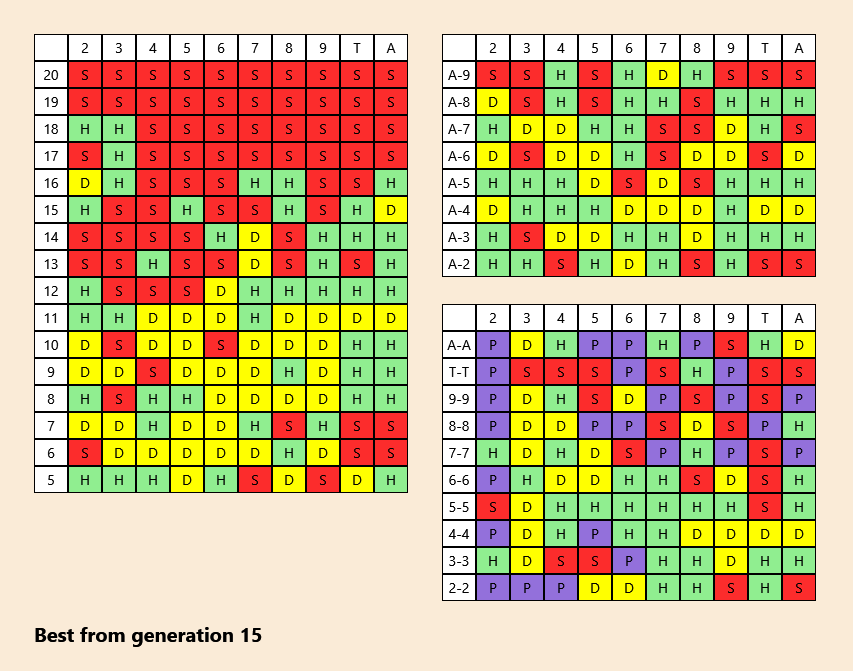 2 3 4 5 6 7 8 9 T A
20 S S S S S S S S S S
19 S S S S S S S S S S
18 H H S S S S S S S S
17 S H S S S S S S S S
16 D H S S S H H S S H
15 H S S H S S H S H D
14 S S S S H D S H H H
13 S S H S S D S H S H
12 H S S S D H H H H H
11 H H D D D H D D D D
10 D S D D S D D D H H
9 D D S D D D H D H H
8 H S H H D D D D H H
7 D D H D D H S H S S
6 S D D D D D H D S S
5 H H H D H S D S D H
2 3 4 5 6 7 8 9 T A
A-9 S S H S H D H S S S
A-8 D S H S H H S H H H
A-7 H D D H H S S D H S
A-6 D S D D H S D D S D
A-5 H H H D S D S H H H
A-4 D H H H D D D H D D
A-3 H S D D H H D H H H
A-2 H H S H D H S H S S
2 3 4 5 6 7 8 9 T A
A-A P D H P P H P S H D
T-T P S S S P S H P S S
9-9 P D H S D P S P S P
8-8 P D D P P S D S P H
7-7 H D H D S P H P S P
6-6 P H D D H H S D S H
5-5 S D H H H H H H S H
4-4 P D H P H H D D D D
3-3 H D S S P H H D H H
2-2 P P P D D H H S H S
Best from generation 15